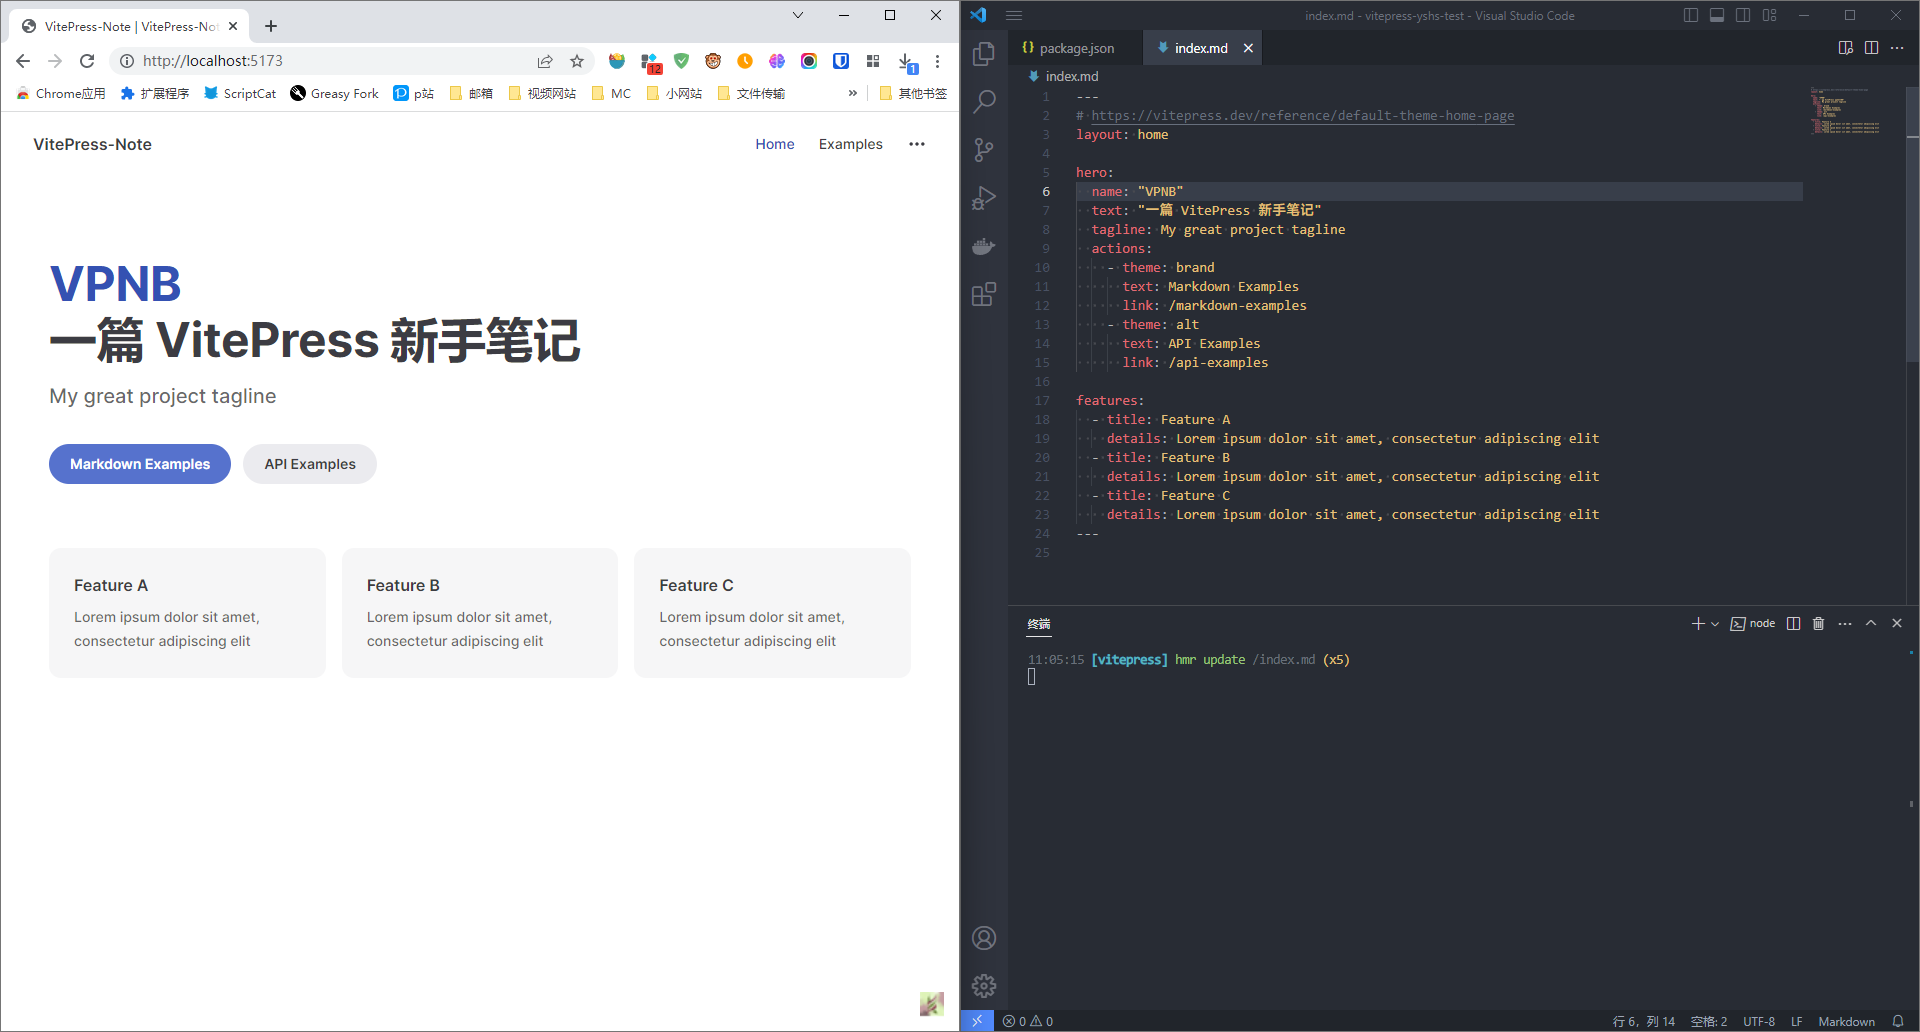 VitePress-Note | VitePress-Not
http://localhost:5173
12
1
Chrome应用 扩展程序 ScriptCat Greasy Fork p站 邮箱 视频网站 MC 小网站 文件传输 » 其他书签
VitePress-Note
Home Examples
VPNB
一篇 VitePress 新手笔记
My great project tagline
Markdown Examples
API Examples
Feature A
Lorem ipsum dolor sit amet,
consectetur adipiscing elit
Feature B
Lorem ipsum dolor sit amet,
consectetur adipiscing elit
Feature C
Lorem ipsum dolor sit amet,
consectetur adipiscing elit
index.md - vitepress-yshs-test - Visual Studio Code
{} package.json
index.md
index.md
1 ---
2 # https://vitepress.dev/reference/default-theme-home-page
3 layout: home
4
5 hero:
6 name: "VPNB"
7 text: "一篇 VitePress 新手笔记"
8 tagline: My great project tagline
9 actions:
10 - theme: brand
11 text: Markdown Examples
12 link: /markdown-examples
13 - theme: alt
14 text: API Examples
15 link: /api-examples
16
17 features:
18 - title: Feature A
19 details: Lorem ipsum dolor sit amet, consectetur adipiscing elit
20 - title: Feature B
21 details: Lorem ipsum dolor sit amet, consectetur adipiscing elit
22 - title: Feature C
23 details: Lorem ipsum dolor sit amet, consectetur adipiscing elit
24 ---
25
终端
node
11:05:15 [vitepress] hmr update /index.md (x5)
0 0
行 6，列 14 空格: 2 UTF-8 LF Markdown